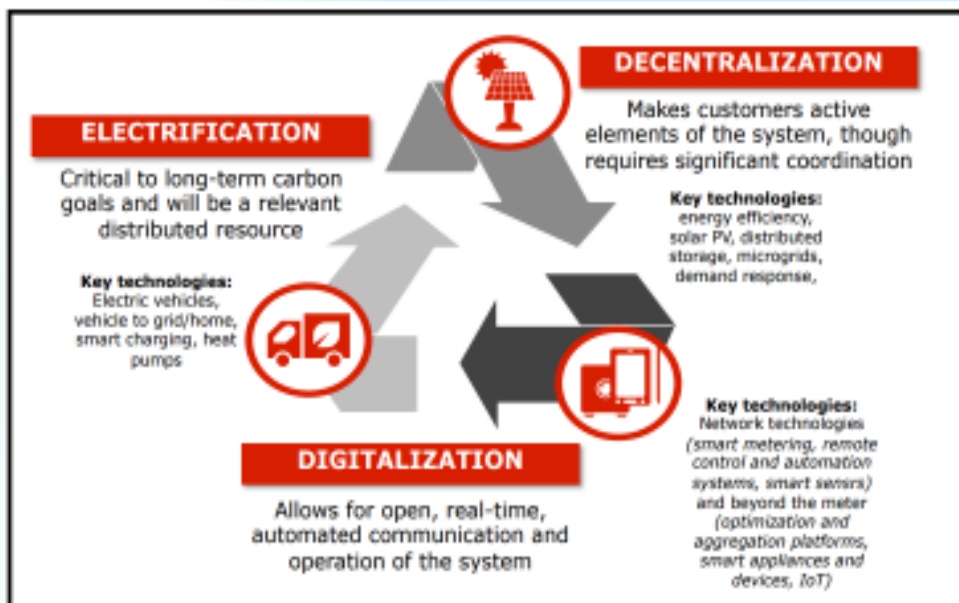 DECENTRALIZATION
Makes customers active
elements of the system, though
requires significant coordination
Key technologies:
energy efficiency,
solar PV, distributed
storage, microgrids,
demand response,
ELECTRIFICATION
Critical to long-term carbon
goals and will be a relevant
distributed resource
Key technologies:
Electric vehicles,
vehicle to grid/home,
smart charging, heat
pumps
DIGITALIZATION
Allows for open, real-time,
automated communication and
operation of the system
Key technologies:
Network technologies
(smart metering, remote
control and automation
systems, smart sensrs)
and beyond the meter
(optimization and
aggregation platforms,
smart appliances and
devices, IoT)